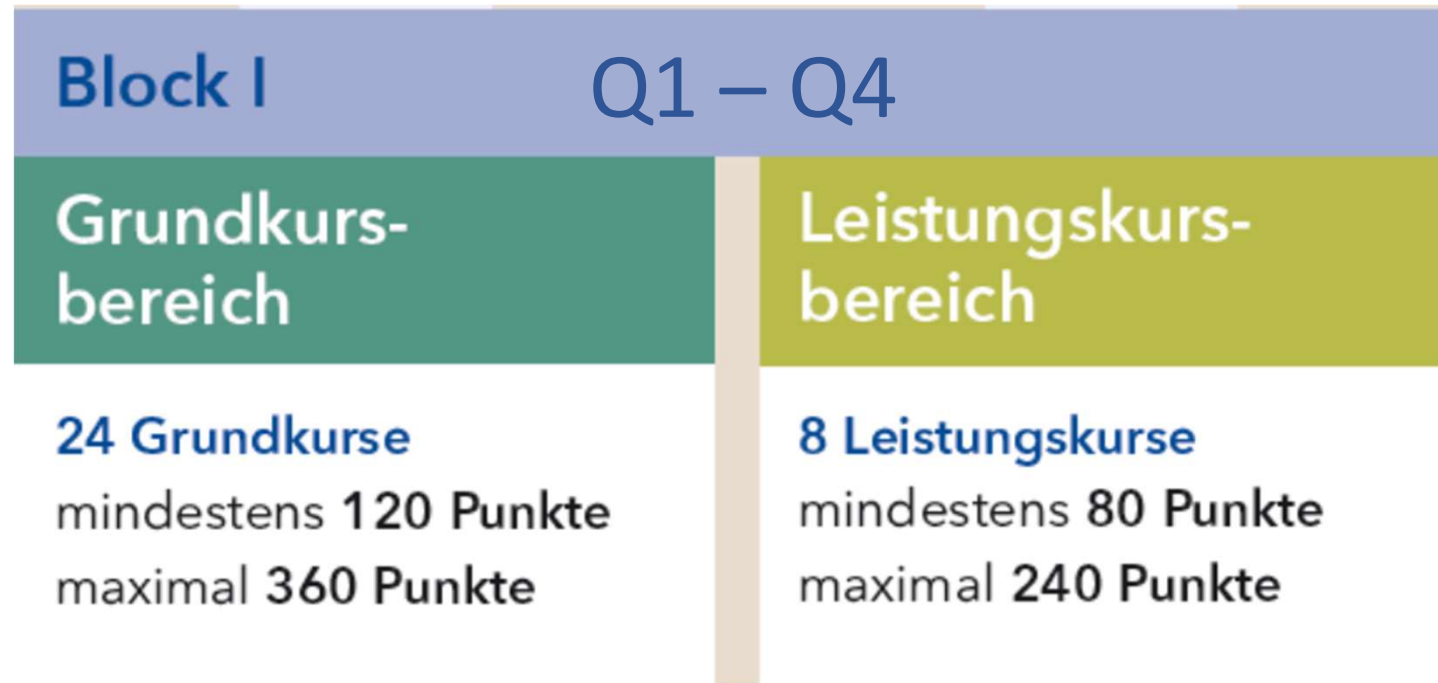 Block I
Q1 – Q4
Grundkurs-
bereich
24 Grundkurse
mindestens 120 Punkte
maximal 360 Punkte
Leistungskurs-
bereich
8 Leistungskurse
mindestens 80 Punkte
maximal 240 Punkte